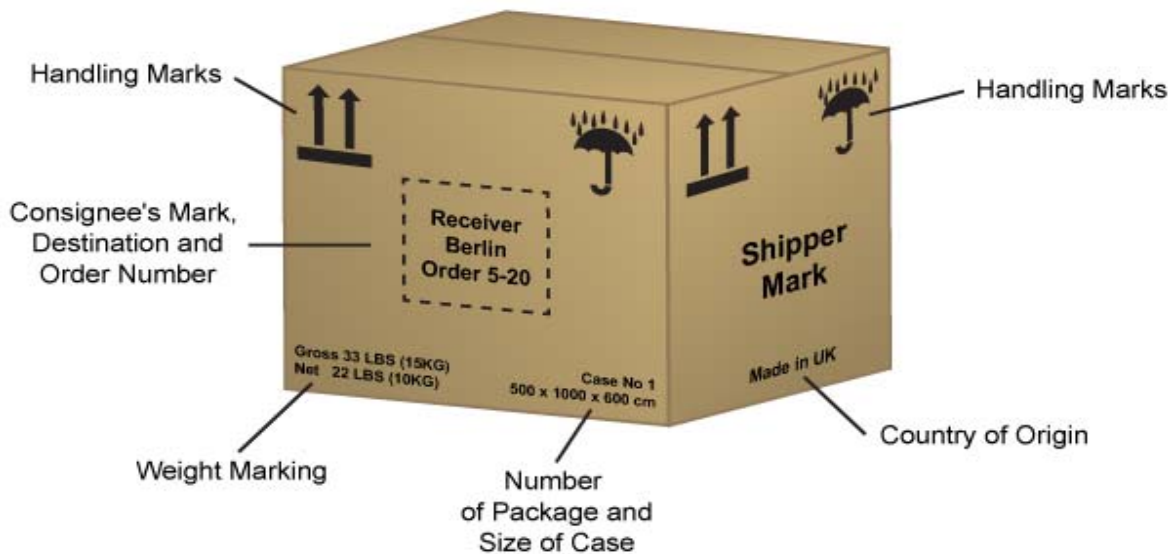 Handling Marks
Handling Marks
Consignee's Mark,
Destination and
Order Number
Receiver
Berlin
Order 5-20
Shipper
Mark
Gross 33 LBS (15KG)
Net 22 LBS (10KG)
Case No 1
500 x 1000 x 600 cm
Made in UK
Weight Marking
Number
of Package and
Size of Case
Country of Origin